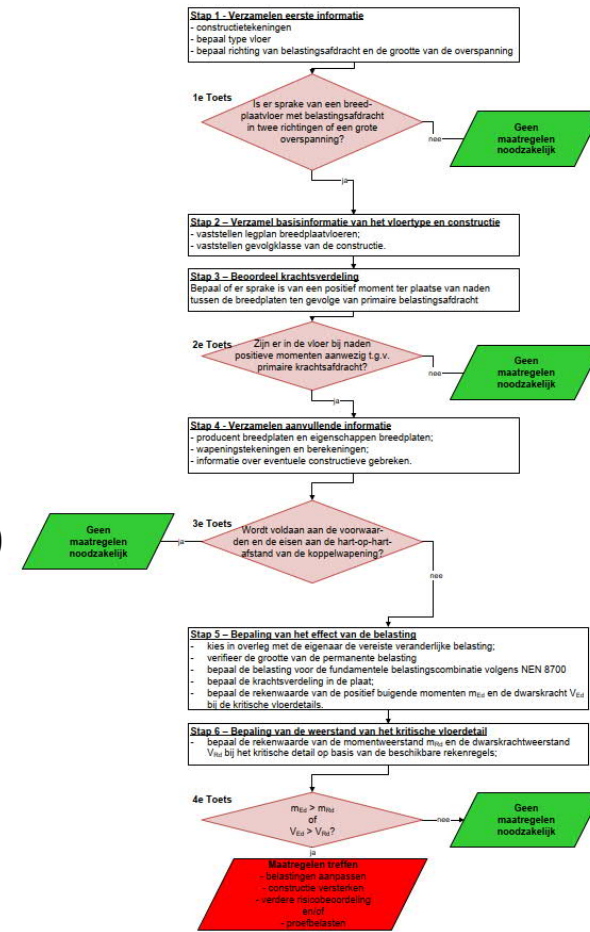 Stap 1 - Verzamelen eerste informatie
- constructietekeningen
- bepaal type vloer
- bepaal richting van belastingsafdracht en de grootte van de overspanning
1e Toets
Is er sprake van een breed-
plaatvloer met belastingsafdracht
in twee richtingen of een grote
overspanning?
nee
Geen
maatregelen
noodzakelijk
ja
Stap 2 – Verzamel basisinformatie van het vloertype en constructie
- vaststellen legplan breedplaatvloeren;
- vaststellen gevolgklasse van de constructie.
Stap 3 – Beoordeel krachtsverdeling
Bepaal of er sprake is van een positief moment ter plaatse van naden
tussen de breedplaten ten gevolge van primaire belastingsafdracht
2e Toets
Zijn er in de vloer bij naden
positieve momenten aanwezig t.g.v.
primaire krachtsafdracht?
nee
Geen
maatregelen
noodzakelijk
ja
Stap 4 - Verzamelen aanvullende informatie
- producent breedplaten en eigenschappen breedplaten;
- wapeningstekeningen en berekeningen;
- informatie over eventuele constructieve gebreken.
3e Toets
Wordt voldaan aan de voorwaar-
den en de eisen aan de hart-op-hart-
afstand van de koppelwapening?
ja
Geen
maatregelen
noodzakelijk
nee
Stap 5 – Bepaling van het effect van de belasting
- kies in overleg met de eigenaar de vereiste veranderlijke belasting;
- verifieer de grootte van de permanente belasting
- bepaal de belasting voor de fundamentele belastingscombinatie volgens NEN 8700
- bepaal de krachtsverdeling in de plaat;
- bepaal de rekenwaarde van de positief buigende momenten mEd en de dwarskracht VEd
bij de kritische vloerdetails.
Stap 6 – Bepaling van de weerstand van het kritische vloerdetail
- bepaal de rekenwaarde van de momentweerstand mRd en de dwarskrachtweerstand
VRd bij het kritische detail op basis van de beschikbare rekenregels;
4e Toets
mEd > mRd
of
VEd > VRd?
nee
Geen
maatregelen
noodzakelijk
ja
Maatregelen treffen
- belastingen aanpassen
- constructie versterken
- verdere risicobeoordeling
en/of
- proefbelasten
)